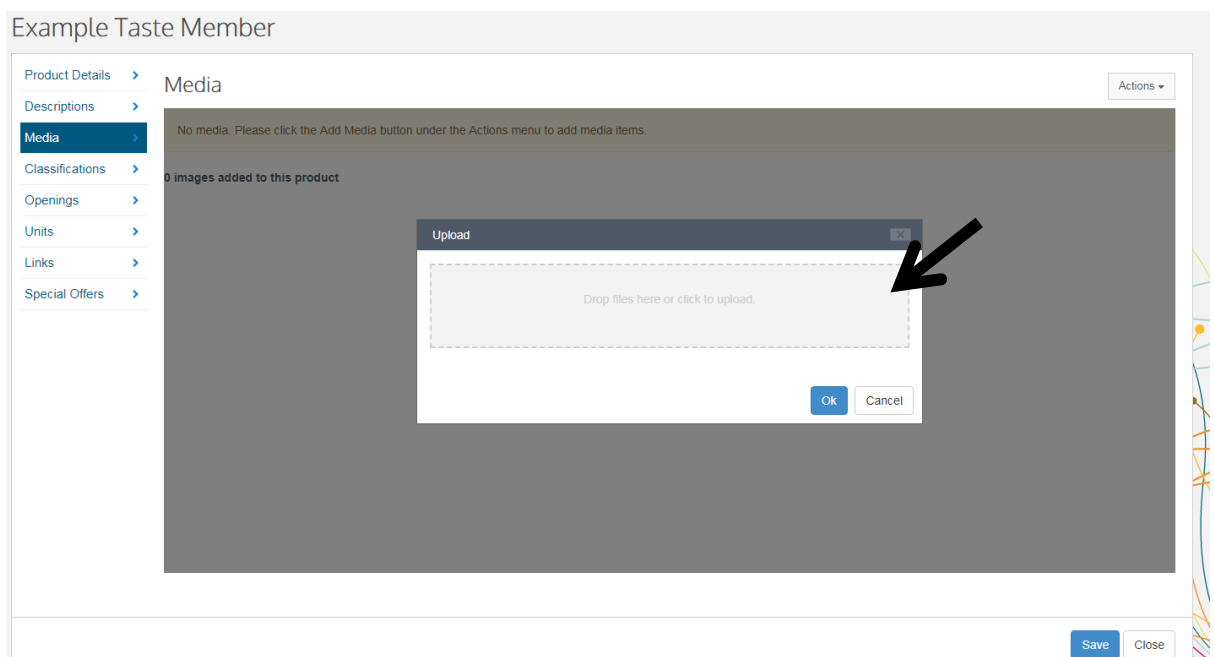 Example Taste Member
Product Details
Descriptions
Media
Classifications
Openings
Units
Links
Special Offers
Media
Actions
No media. Please click the Add Media button under the Actions menu to add media items.
0 images added to this product
Upload
X
Drop files here or click to upload.
Ok
Cancel
Save
Close